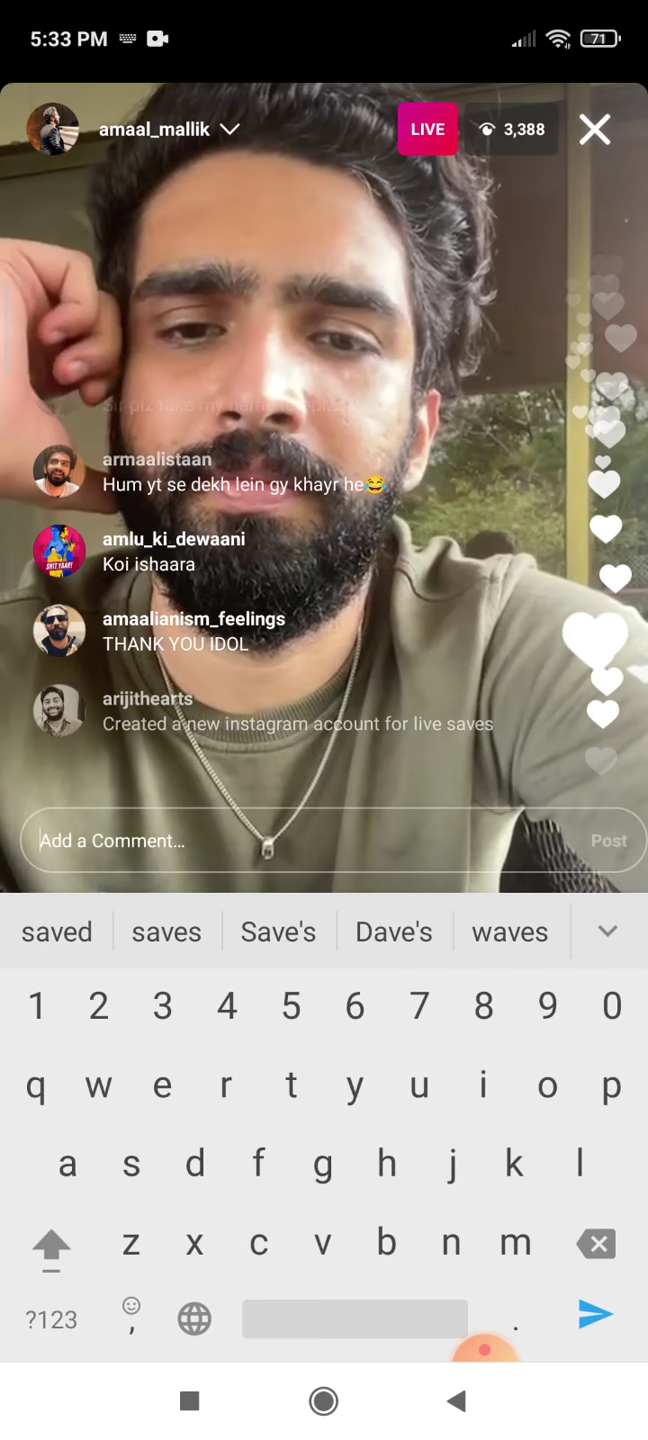 5:33 PM
71
amaal_mallik
LIVE
3,388
armaalistaan
Hum yt se dekh lein gy khayr he😂
amlu_ki_dewaani
SHIT YAAR!
Koi ishaara
amaalianism_feelings
THANK YOU IDOL
arijithearts
Created a new instagram account for live saves
Add a Comment...
Post
saved saves Save's Dave's waves
1 2 3 4 5 6 7 8 9 0
q w e r t y u i o p
a s d f g h j k l
z x c v b n m
?123 , .